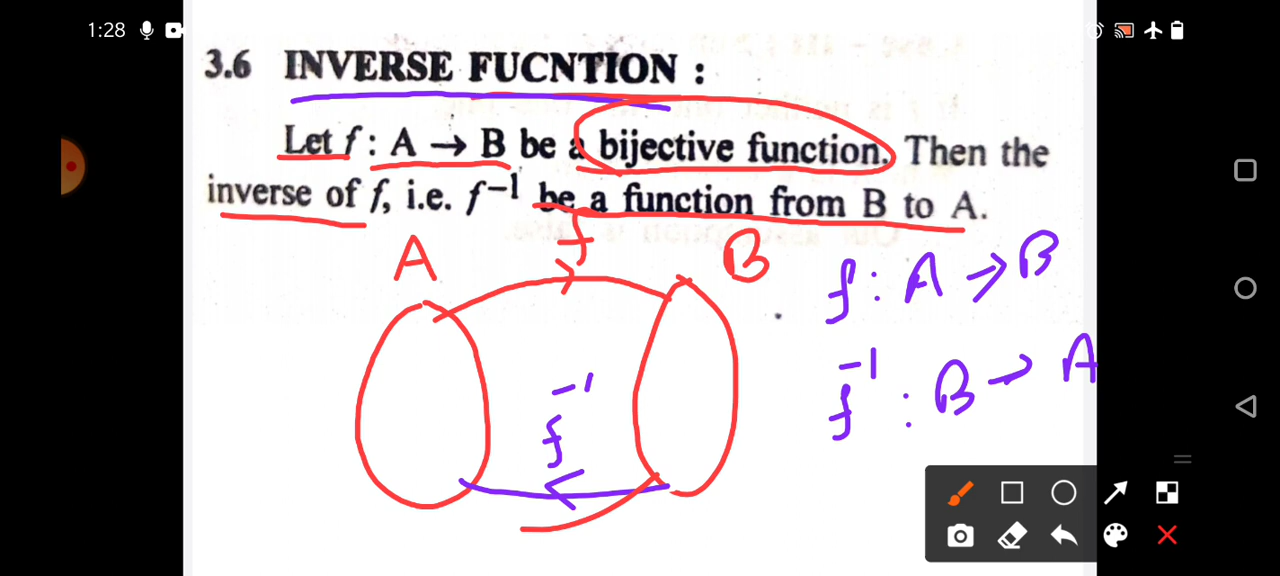 1:28
3.6 INVERSE FUCNTION :
Let f : A → B be a bijective function. Then the
inverse of f, i.e. f⁻¹ be a function from B to A.
A f B
f : A → B
f⁻¹
f⁻¹ : B → A